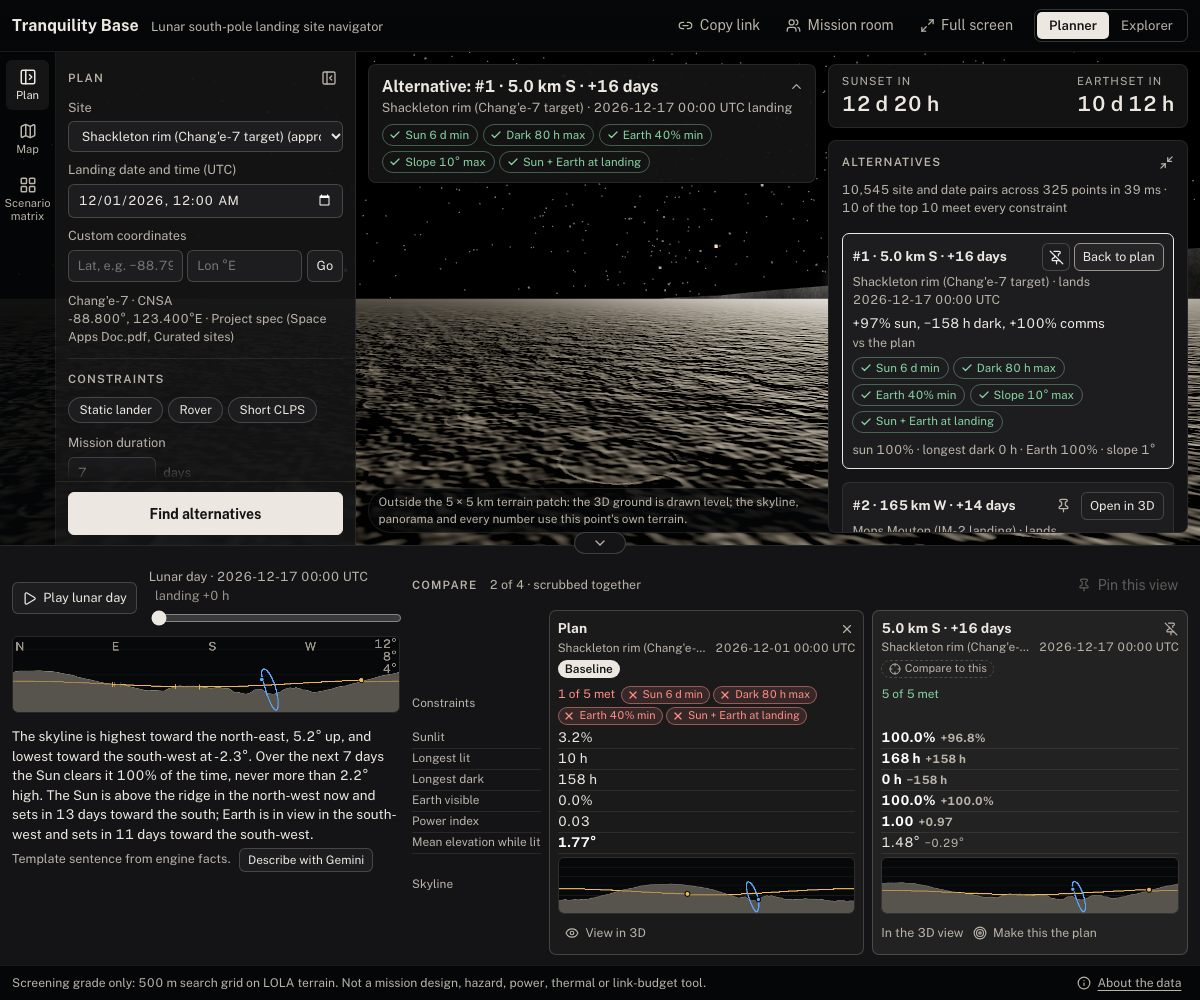 Tranquility Base
Lunar south-pole landing site navigator
Copy link
Mission room
Full screen
Planner
Explorer
Plan
Map
Scenario
matrix
PLAN
Site
Shackleton rim (Chang'e-7 target) (appro
Landing date and time (UTC)
12/01/2026, 12:00 AM
Custom coordinates
Lat, e.g. −88.79
Lon °E
Go
Chang'e-7 · CNSA
-88.800°, 123.400°E · Project spec (Space
Apps Doc.pdf, Curated sites)
CONSTRAINTS
Static lander
Rover
Short CLPS
Mission duration
7
days
Find alternatives
Alternative: #1 · 5.0 km S · +16 days
Shackleton rim (Chang'e-7 target) · 2026-12-17 00:00 UTC landing
Sun 6 d min
Dark 80 h max
Earth 40% min
Slope 10° max
Sun + Earth at landing
Outside the 5 × 5 km terrain patch: the 3D ground is drawn level; the skyline,
panorama and every number use this point's own terrain.
SUNSET IN
12 d 20 h
EARTHSET IN
10 d 12 h
ALTERNATIVES
10,545 site and date pairs across 325 points in 39 ms ·
10 of the top 10 meet every constraint
#1 · 5.0 km S · +16 days
Back to plan
Shackleton rim (Chang'e-7 target) · lands
2026-12-17 00:00 UTC
+97% sun, −158 h dark, +100% comms
vs the plan
Sun 6 d min
Dark 80 h max
Earth 40% min
Slope 10° max
Sun + Earth at landing
sun 100% · longest dark 0 h · Earth 100% · slope 1°
#2 · 165 km W · +14 days
Open in 3D
Mons Mouton (IM-2 landing) · lands
Play lunar day
Lunar day · 2026-12-17 00:00 UTC
landing +0 h
N
E
S
W
12°
8°
4°
The skyline is highest toward the north-east, 5.2° up, and
lowest toward the south-west at -2.3°. Over the next 7 days
the Sun clears it 100% of the time, never more than 2.2°
high. The Sun is above the ridge in the north-west now and
sets in 13 days toward the south; Earth is in view in the south-
west and sets in 11 days toward the south-west.
Template sentence from engine facts.
Describe with Gemini
COMPARE
2 of 4 · scrubbed together
Pin this view
Plan
Shackleton rim (Chang'e-...
2026-12-01 00:00 UTC
Baseline
5.0 km S · +16 days
Shackleton rim (Chang'e-...
2026-12-17 00:00 UTC
Compare to this
Constraints
1 of 5 met
Sun 6 d min
Dark 80 h max
Earth 40% min
Sun + Earth at landing
5 of 5 met
Sunlit
3.2%
100.0% +96.8%
Longest lit
10 h
168 h +158 h
Longest dark
158 h
0 h −158 h
Earth visible
0.0%
100.0% +100.0%
Power index
0.03
1.00 +0.97
Mean elevation while lit
1.77°
1.48° −0.29°
Skyline
View in 3D
In the 3D view
Make this the plan
Screening grade only: 500 m search grid on LOLA terrain. Not a mission design, hazard, power, thermal or link-budget tool.
About the data